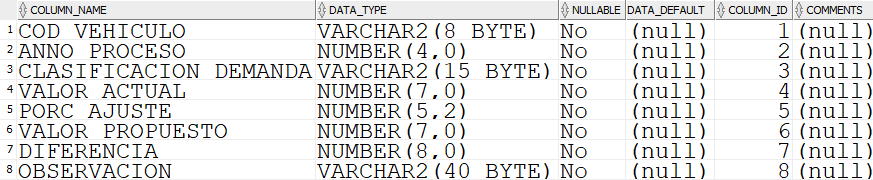 COLUMN_NAME DATA_TYPE NULLABLE DATA_DEFAULT COLUMN_ID COMMENTS
1 COD VEHICULO VARCHAR2(8 BYTE) No (null) 1 (null)
2 ANNO PROCESO NUMBER(4,0) No (null) 2 (null)
3 CLASIFICACION DEMANDA VARCHAR2(15 BYTE) No (null) 3 (null)
4 VALOR ACTUAL NUMBER(7,0) No (null) 4 (null)
5 PORC AJUSTE NUMBER(5,2) No (null) 5 (null)
6 VALOR PROPUESTO NUMBER(7,0) No (null) 6 (null)
7 DIFERENCIA NUMBER(8,0) No (null) 7 (null)
8 OBSERVACION VARCHAR2(40 BYTE) No (null) 8 (null)